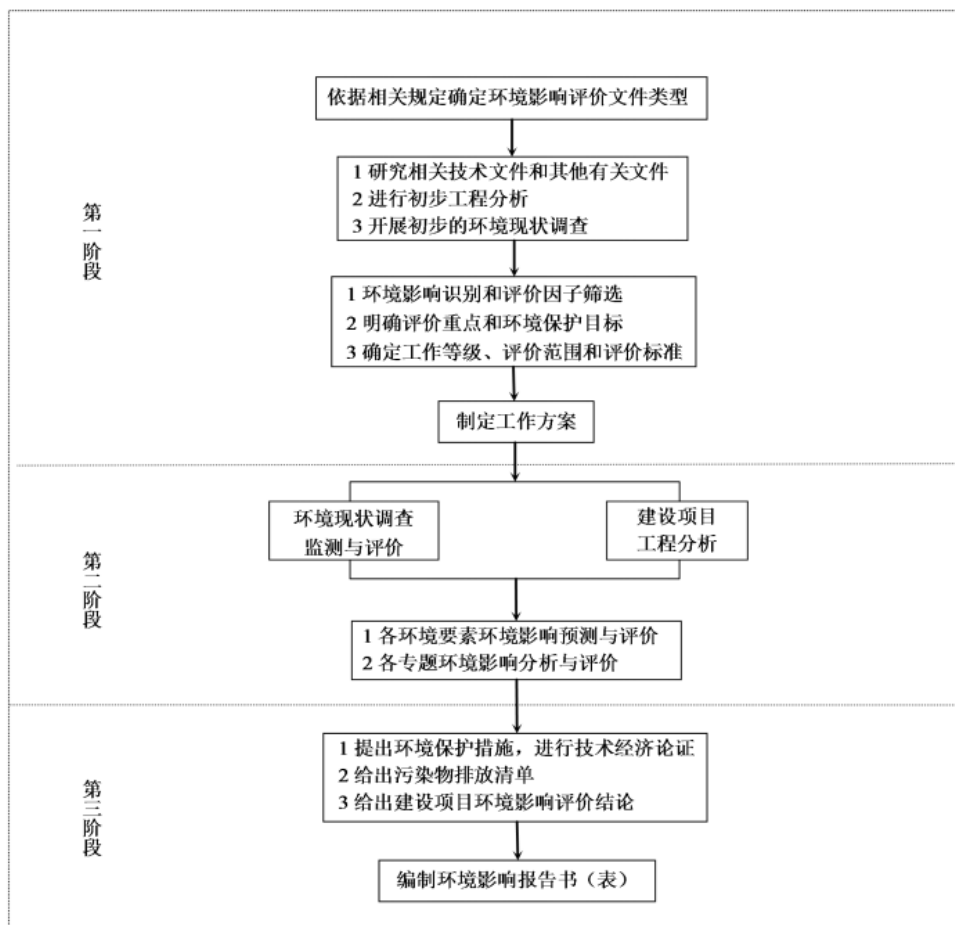 依据相关规定确定环境影响评价文件类型
1 研究相关技术文件和其他有关文件
2 进行初步工程分析
3 开展初步的环境现状调查
第一阶段
1 环境影响识别和评价因子筛选
2 明确评价重点和环境保护目标
3 确定工作等级、评价范围和评价标准
制定工作方案
环境现状调查
监测与评价
建设项目
工程分析
第二阶段
1 各环境要素环境影响预测与评价
2 各专题环境影响分析与评价
1 提出环境保护措施，进行技术经济论证
2 给出污染物排放清单
3 给出建设项目环境影响评价结论
第三阶段
编制环境影响报告书（表）